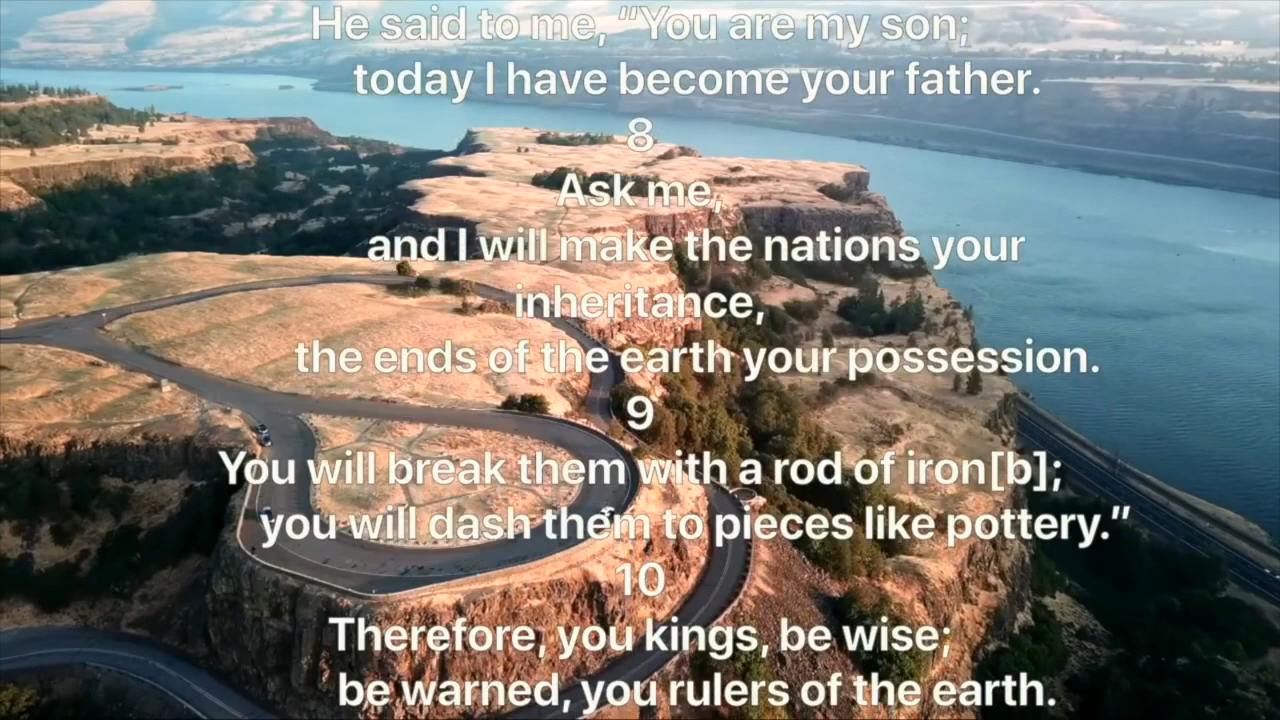 He said to me, “You are my son;
today I have become your father.
8
Ask me,
and I will make the nations your
inheritance,
the ends of the earth your possession.
9
You will break them with a rod of iron[b];
you will dash them to pieces like pottery.”
10
Therefore, you kings, be wise;
be warned, you rulers of the earth.